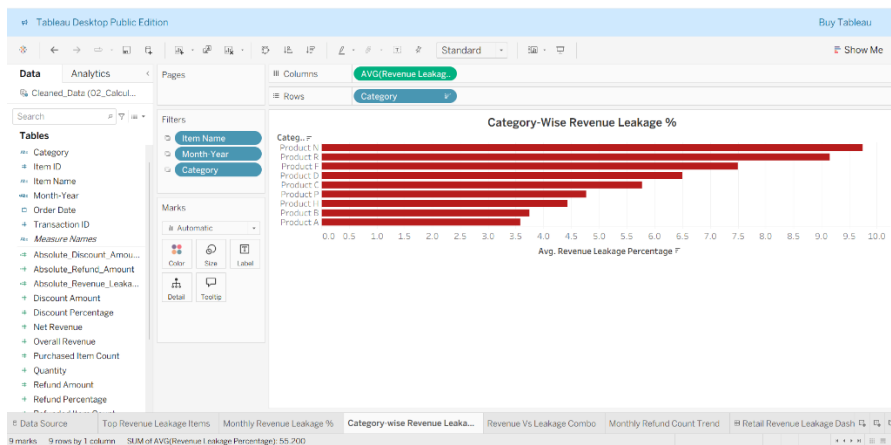 Tableau Desktop Public Edition
Buy Tableau
Standard
Show Me
Data
Analytics
Cleaned_Data (02_Calcul...
Search
Tables
Abc Category
Item ID
Abc Item Name
Abc Month-Year
Order Date
Transaction ID
Abc Measure Names
Absolute_Discount_Amou...
Absolute_Refund_Amount
Absolute_Revenue_Leaka...
Discount Amount
Discount Percentage
Net Revenue
Overall Revenue
Purchased Item Count
Quantity
Refund Amount
Refund Percentage
Pages
Filters
Item Name
Month-Year
Category
Marks
Automatic
Color
Size
Label
Detail
Tooltip
Columns
AVG(Revenue Leakag..
Rows
Category
Category-Wise Revenue Leakage %
Categ..
Product N
Product R
Product F
Product D
Product C
Product P
Product H
Product B
Product A
0.0 0.5 1.0 1.5 2.0 2.5 3.0 3.5 4.0 4.5 5.0 5.5 6.0 6.5 7.0 7.5 8.0 8.5 9.0 9.5 10.0
Avg. Revenue Leakage Percentage
Data Source
Top Revenue Leakage Items
Monthly Revenue Leakage %
Category-wise Revenue Leaka...
Revenue Vs Leakage Combo
Monthly Refund Count Trend
Retail Revenue Leakage Dash
9 marks 9 rows by 1 column SUM of AVG(Revenue Leakage Percentage): 55.200